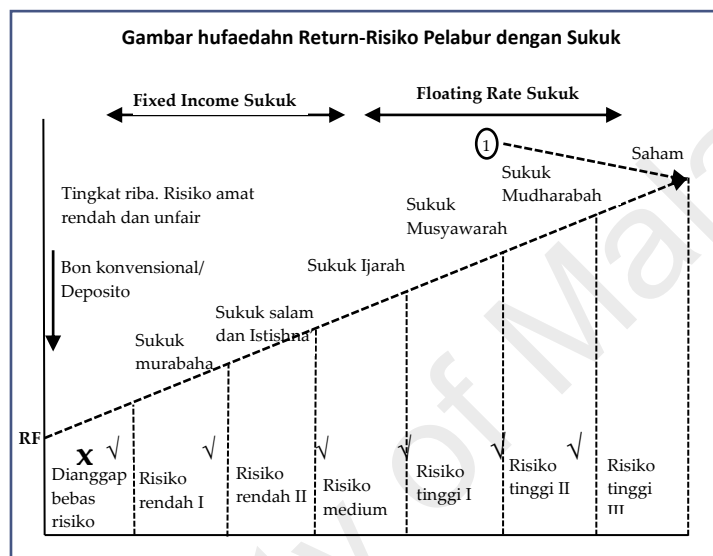 Gambar hufaedahn Return-Risiko Pelabur dengan Sukuk
Fixed Income Sukuk
Floating Rate Sukuk
1
Saham
Sukuk
Mudharabah
Tingkat riba. Risiko amat
rendah dan unfair
Sukuk
Musyawarah
Bon konvensional/
Deposito
Sukuk Ijarah
Sukuk salam
dan Istishna
Sukuk
murabaha
RF
x √ √ √ √ √ √
Dianggap
bebas
risiko
Risiko
rendah I
Risiko
rendah II
Risiko
medium
Risiko
tinggi I
Risiko
tinggi II
Risiko
tinggi
III